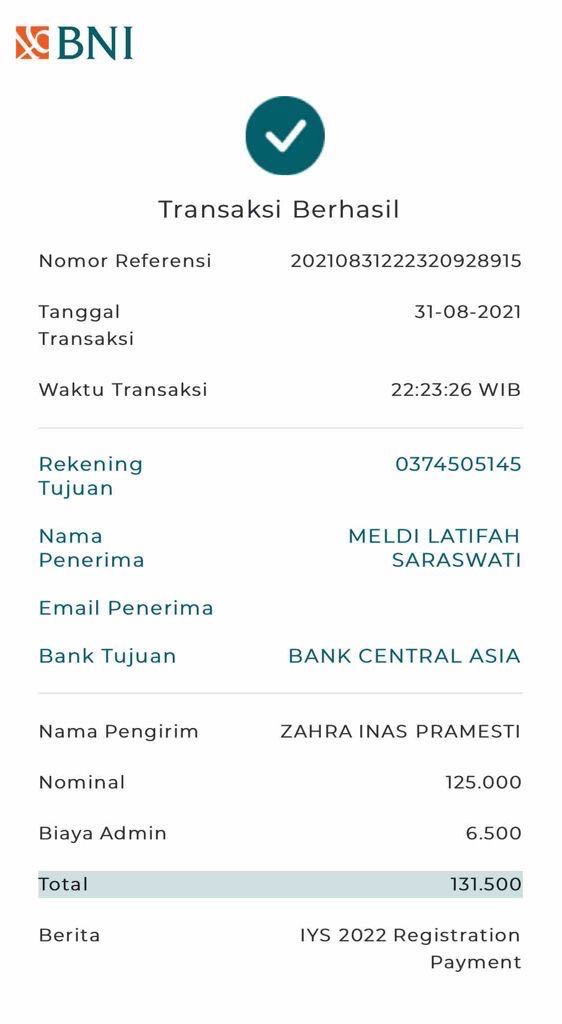 BNI
Transaksi Berhasil
Nomor Referensi 20210831222320928915
Tanggal 31-08-2021
Transaksi
Waktu Transaksi 22:23:26 WIB
Rekening 0374505145
Tujuan
Nama MELDI LATIFAH
Penerima SARASWATI
Email Penerima
Bank Tujuan BANK CENTRAL ASIA
Nama Pengirim ZAHRA INAS PRAMESTI
Nominal 125.000
Biaya Admin 6.500
Total 131.500
Berita IYS 2022 Registration
Payment